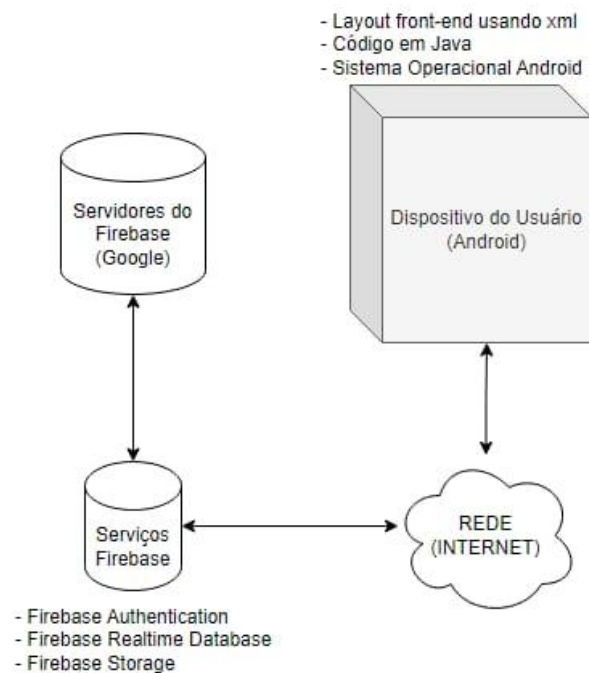 - Layout front-end usando xml
- Código em Java
- Sistema Operacional Android
Servidores do
Firebase
(Google)
Dispositivo do Usuário
(Android)
Serviços
Firebase
REDE
(INTERNET)
- Firebase Authentication
- Firebase Realtime Database
- Firebase Storage